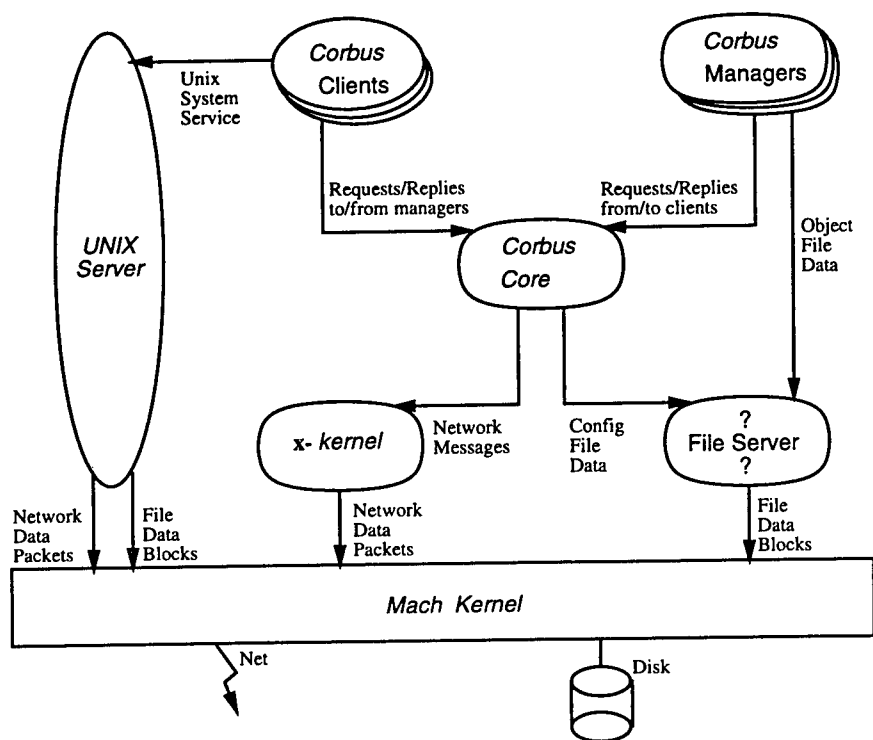 Corbus
Clients
Corbus
Managers
Unix
System
Service
Requests/Replies
to/from managers
Requests/Replies
from/to clients
UNIX
Server
Corbus
Core
Object
File
Data
x- kernel
Network
Messages
Config
File
Data
?
File Server
?
Network
Data
Packets
File
Data
Blocks
Network
Data
Packets
File
Data
Blocks
Mach Kernel
Net
Disk